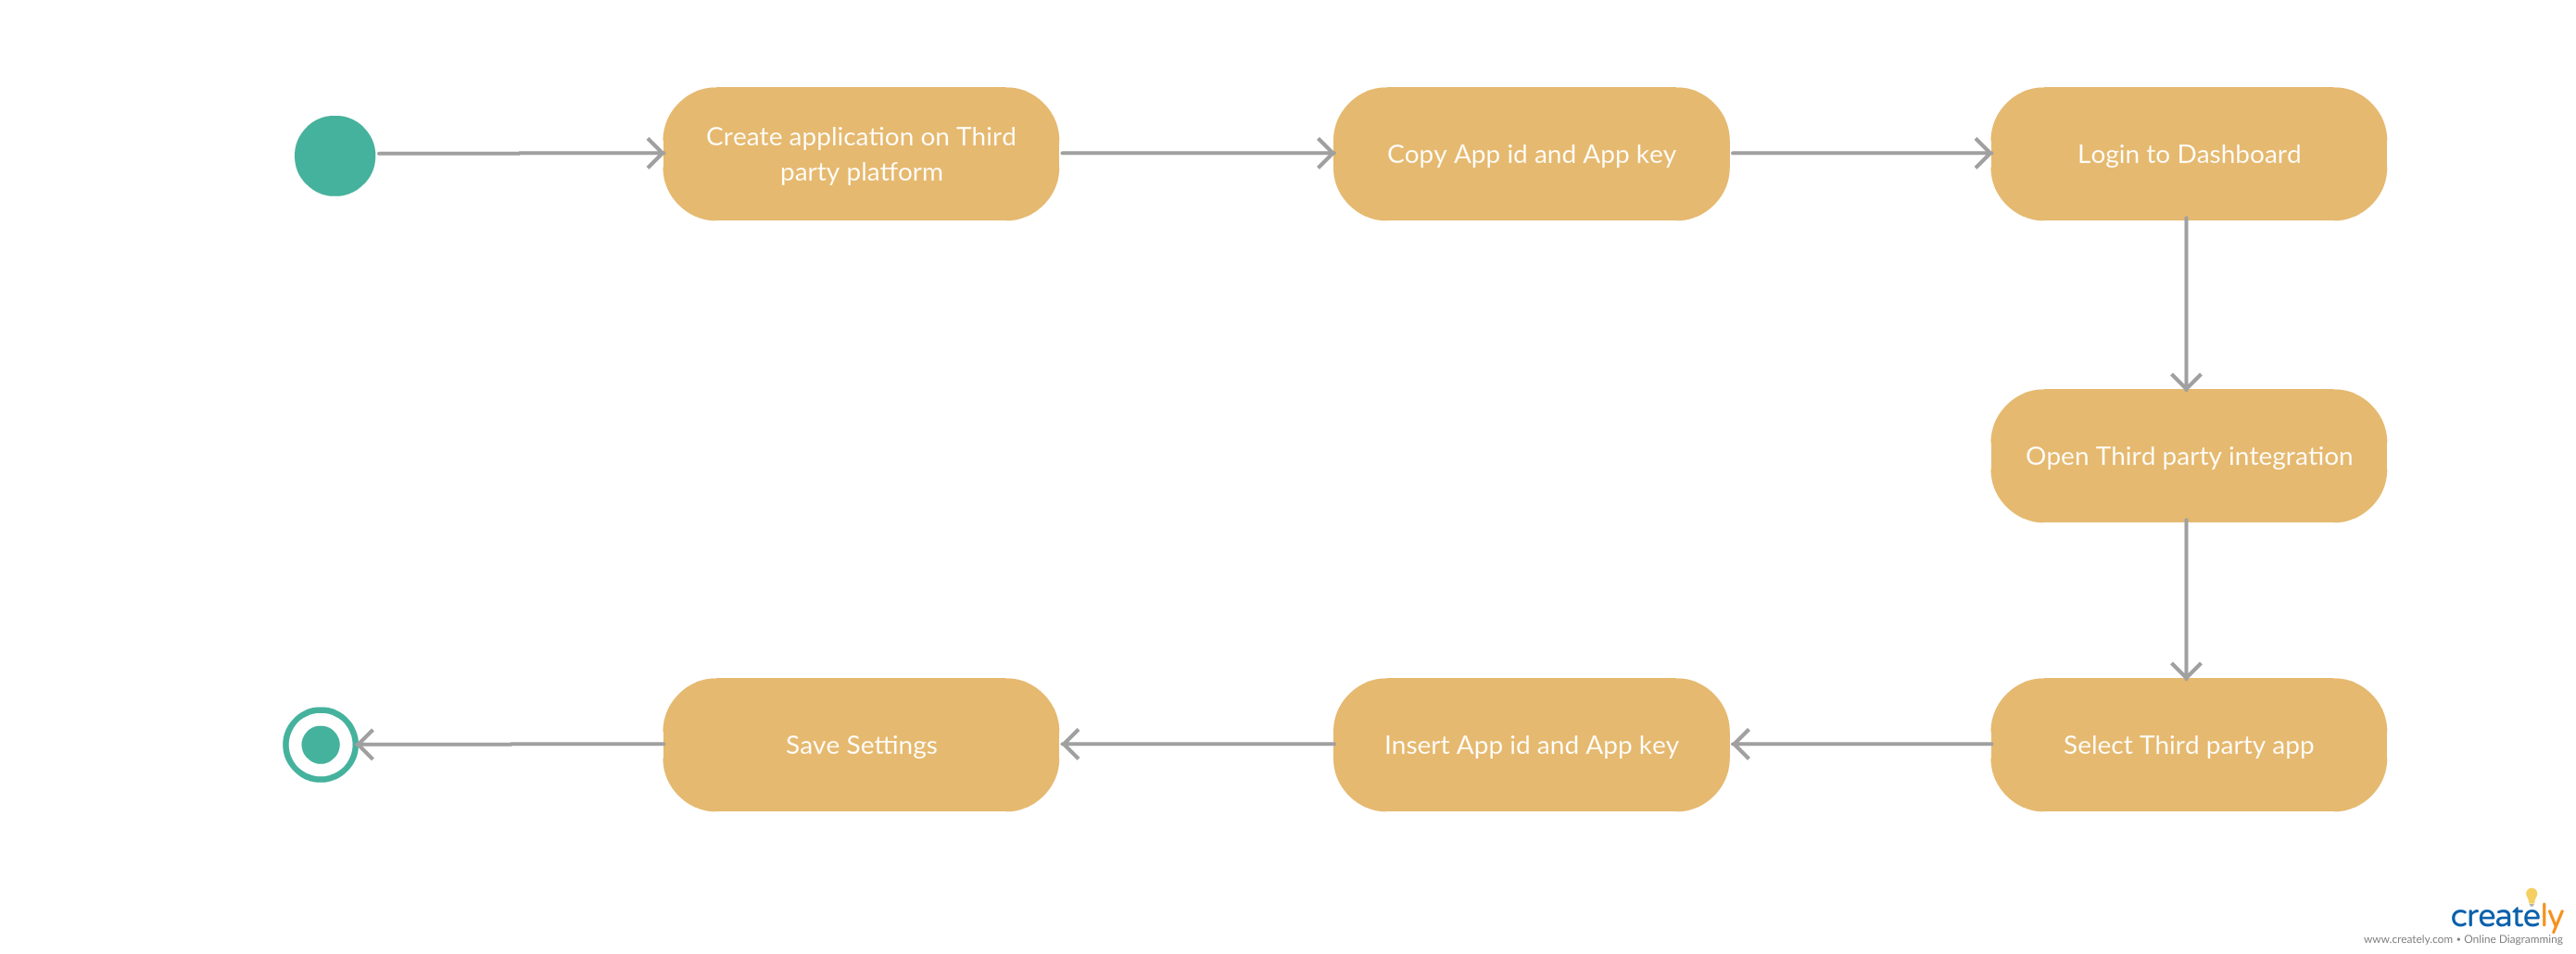 Create application on Third
party platform
Copy App id and App key
Login to Dashboard
Open Third party integration
Select Third party app
Insert App id and App key
Save Settings
creately
www.creately.com • Online Diagramming